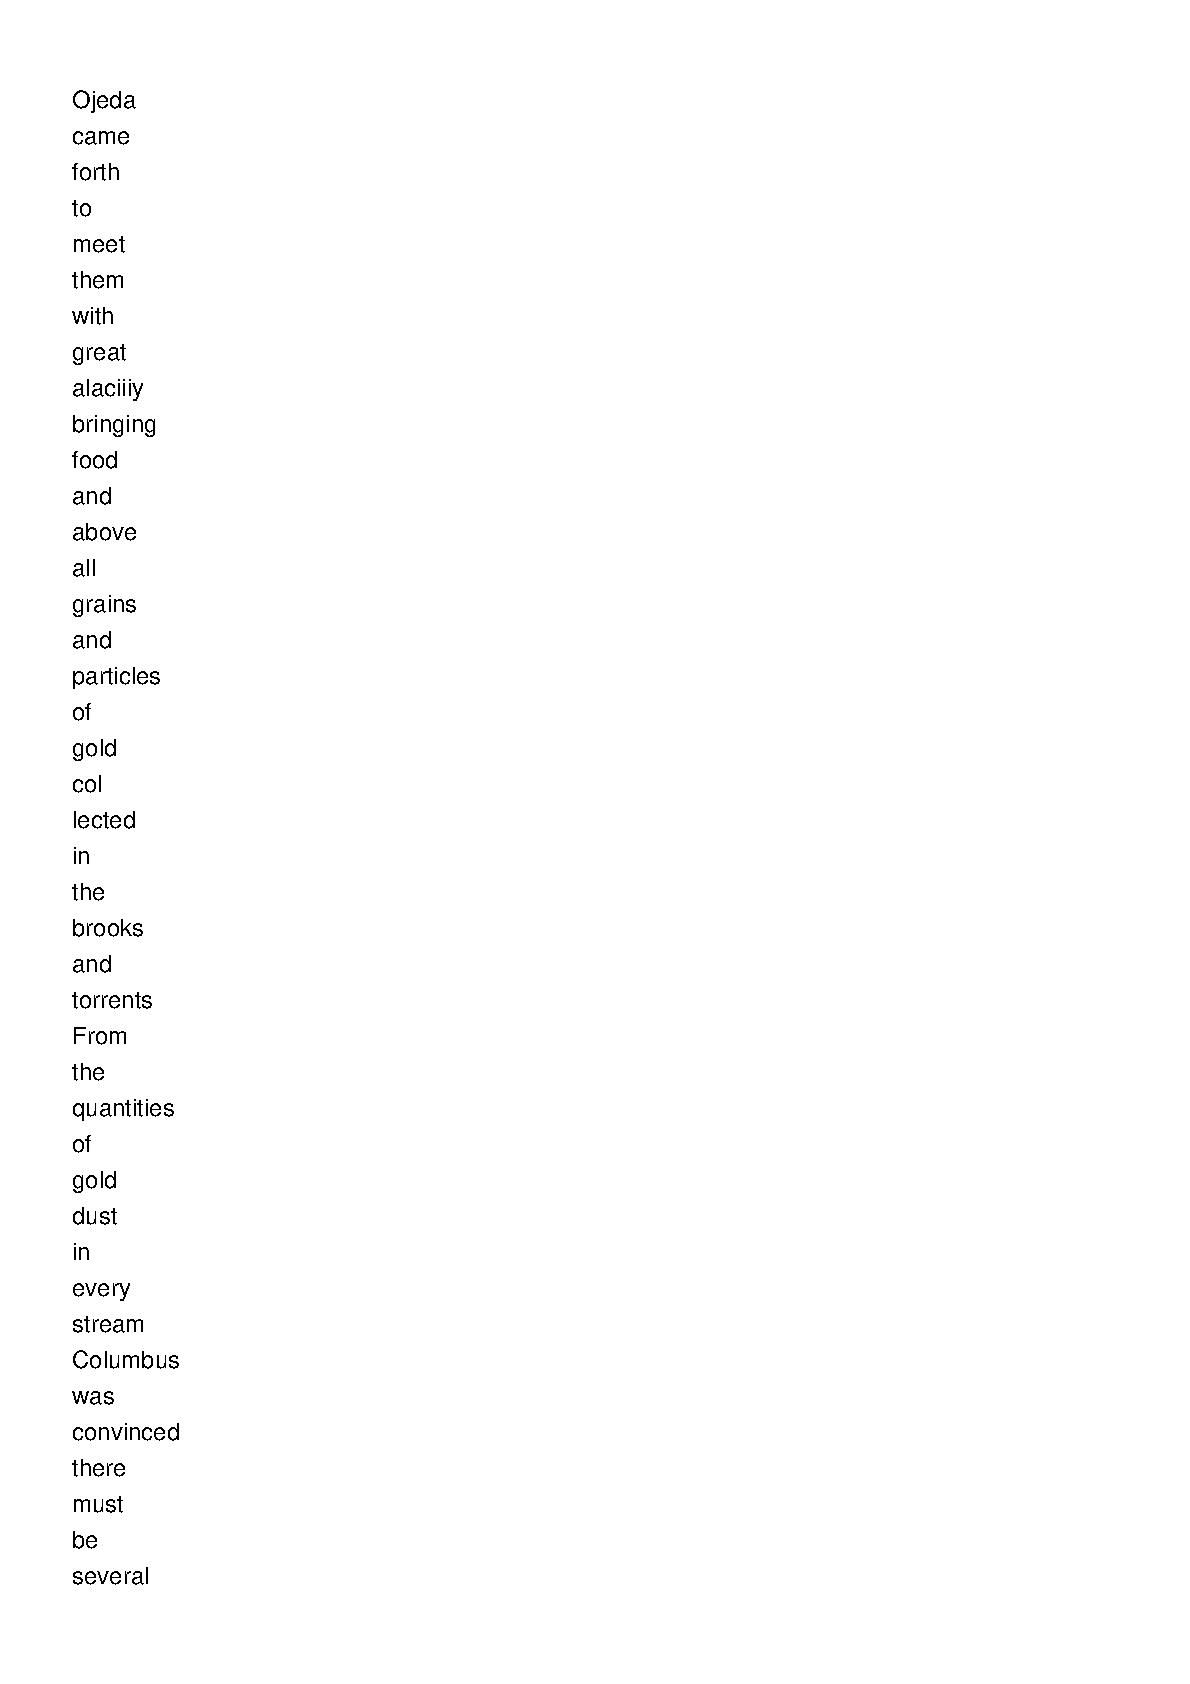 Ojeda
came
forth
to
meet
them
with
great
alaciiiy
bringing
food
and
above
all
grains
and
particles
of
gold
col
lected
in
the
brooks
and
torrents
From
the
quantities
of
gold
dust
in
every
stream
Columbus
was
convinced
there
must
be
several